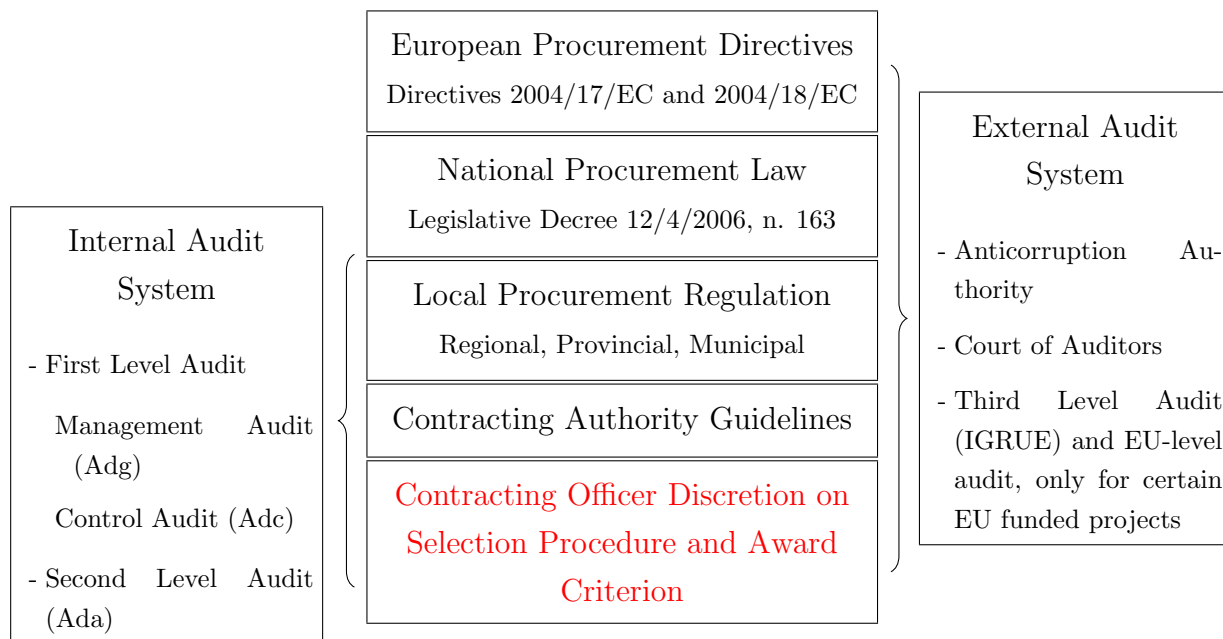 European Procurement Directives
Directives 2004/17/EC and 2004/18/EC
National Procurement Law
Legislative Decree 12/4/2006, n. 163
Local Procurement Regulation
Regional, Provincial, Municipal
Contracting Authority Guidelines
Contracting Officer Discretion on
Selection Procedure and Award
Criterion
Internal Audit
System
- First Level Audit
Management Audit
(Adg)
Control Audit (Adc)
- Second Level Audit
(Ada)
External Audit
System
- Anticorruption Au-
thority
- Court of Auditors
- Third Level Audit
(IGRUE) and EU-level
audit, only for certain
EU funded projects